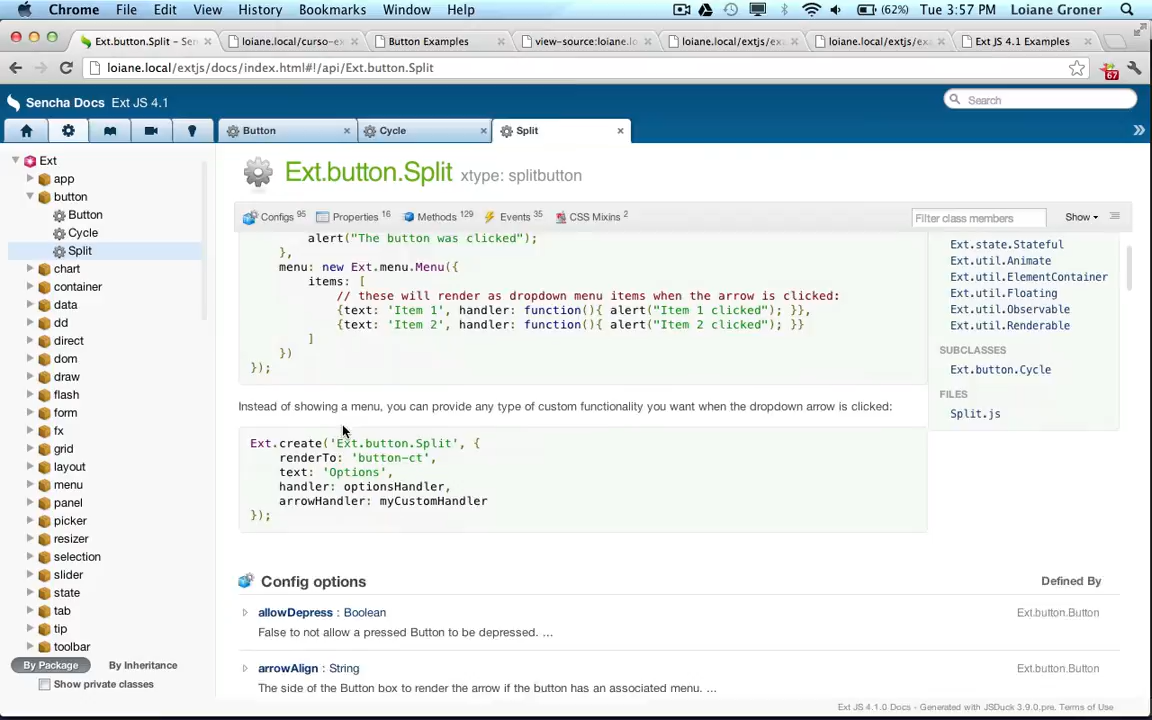 Chrome File Edit View History Bookmarks Window Help (62%) Tue 3:57 PM Loiane Groner
Ext.button.Split – Sen loiane.local/curso-ex Button Examples view-source:loiane.lo loiane.local/extjs/ex loiane.local/extjs/ex Ext JS 4.1 Examples
loiane.local/extjs/docs/index.html#!/api/Ext.button.Split 67
Sencha Docs Ext JS 4.1 Search
Button Cycle Split
Ext
app
button
Button
Cycle
Split
chart
container
data
dd
direct
dom
draw
flash
form
fx
grid
layout
menu
panel
picker
resizer
selection
slider
state
tab
tip
toolbar
By Package By Inheritance
Show private classes
Ext.button.Split xtype: splitbutton
Configs 95 Properties 16 Methods 129 Events 35 CSS Mixins 2 Filter class members Show
alert("The button was clicked");
},
menu: new Ext.menu.Menu({
items: [
// these will render as dropdown menu items when the arrow is clicked:
{text: 'Item 1', handler: function(){ alert("Item 1 clicked"); }},
{text: 'Item 2', handler: function(){ alert("Item 2 clicked"); }}
]
})
});
Instead of showing a menu, you can provide any type of custom functionality you want when the dropdown arrow is clicked:
Ext.create('Ext.button.Split', {
renderTo: 'button-ct',
text: 'Options',
handler: optionsHandler,
arrowHandler: myCustomHandler
});
Ext.state.Stateful
Ext.util.Animate
Ext.util.ElementContainer
Ext.util.Floating
Ext.util.Observable
Ext.util.Renderable
SUBCLASSES
Ext.button.Cycle
FILES
Split.js
Config options Defined By
allowDepress : Boolean Ext.button.Button
False to not allow a pressed Button to be depressed. ...
arrowAlign : String Ext.button.Button
The side of the Button box to render the arrow if the button has an associated menu. ...
Ext JS 4.1.0 Docs - Generated with JSDuck 3.9.0.pre. Terms of Use